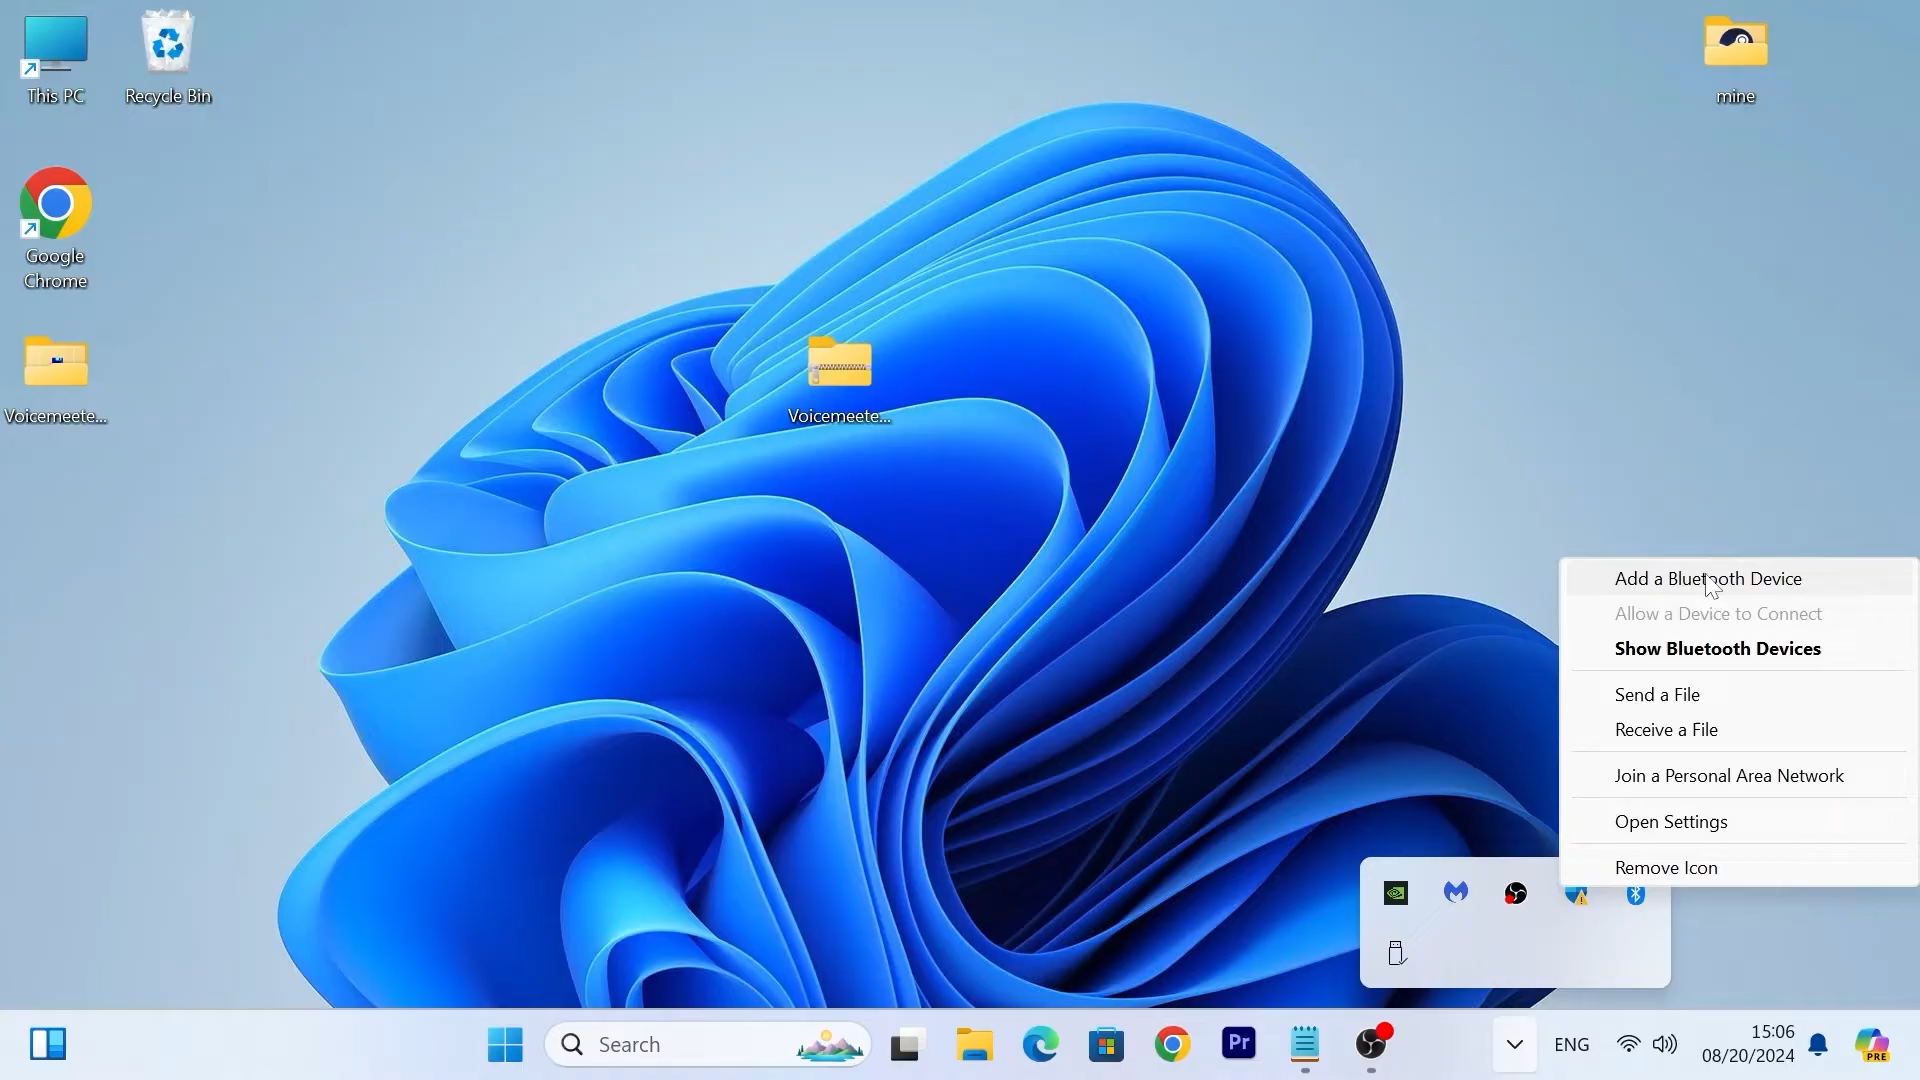 This PC
Recycle Bin
mine
Google
Chrome
Voicemeete...
Voicemeete...
Add a Bluetooth Device
Allow a Device to Connect
Show Bluetooth Devices
Send a File
Receive a File
Join a Personal Area Network
Open Settings
Remove Icon
Search
Pr
ENG
15:06
08/20/2024
PRE